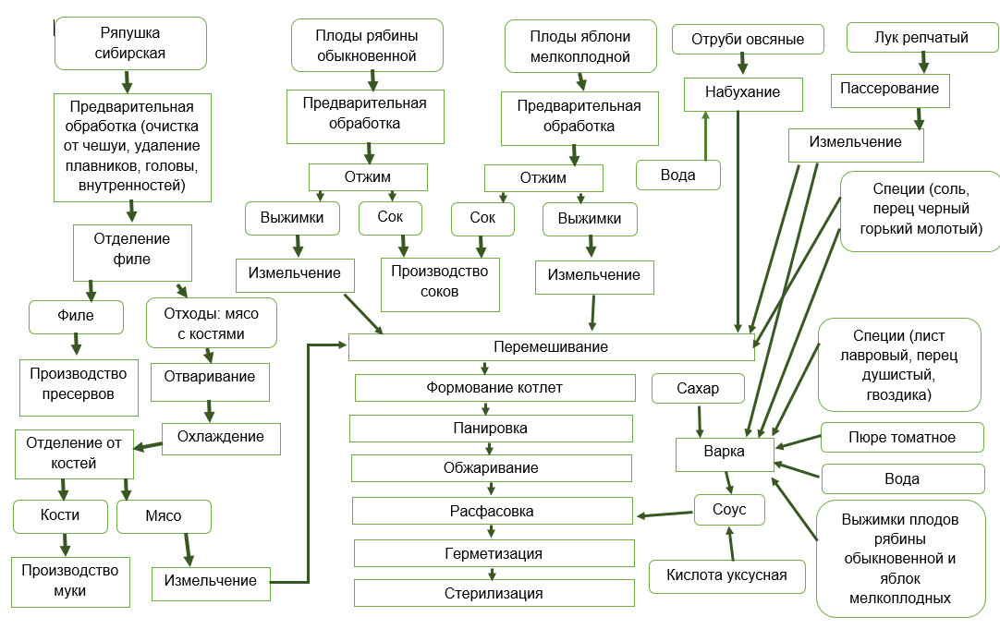 Ряпушка
сибирская
Плоды рябины
обыкновенной
Плоды яблони
мелкоплодной
Отруби овсяные
Лук репчатый
Предварительная
обработка (очистка
от чешуи, удаление
плавников, головы,
внутренностей)
Предварительная
обработка
Предварительная
обработка
Набухание
Пассерование
Измельчение
Вода
Отжим
Отжим
Специи (соль,
перец черный
горький молотый)
Выжимки
Сок
Сок
Выжимки
Отделение
филе
Измельчение
Производство
соков
Измельчение
Филе
Отходы: мясо
с костями
Перемешивание
Специи (лист
лавровый, перец
душистый,
гвоздика)
Производство
пресервов
Отваривание
Формование котлет
Сахар
Охлаждение
Панировка
Пюре томатное
Отделение от
костей
Варка
Обжаривание
Вода
Кости
Мясо
Расфасовка
Соус
Выжимки плодов
рябины
обыкновенной и
яблок
мелкоплодных
Производство
муки
Измельчение
Герметизация
Кислота уксусная
Стерилизация